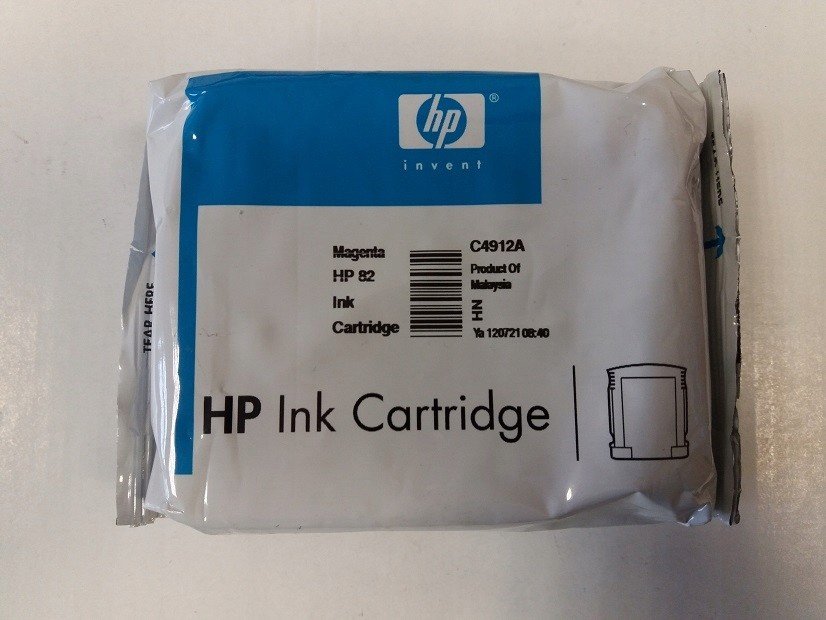 hp ®
invent
Magenta
HP 82
Ink
Cartridge
C4912A
Product Of
Malaysia
HN
Ya 120721 08:40
TEAR HERE
HP Ink Cartridge